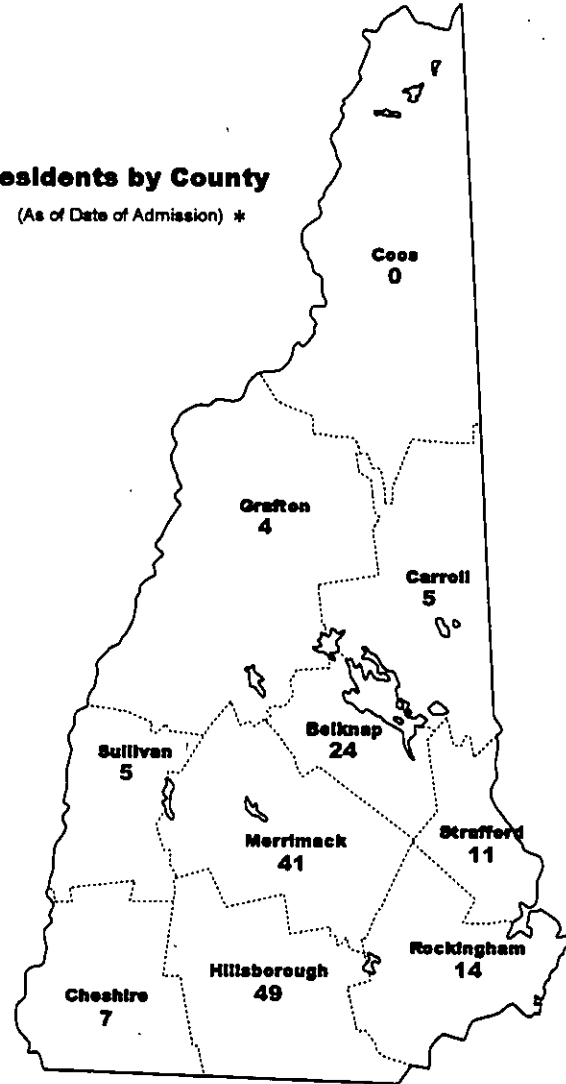 esidents by County
(As of Date of Admission) *
Coos
0
Grafton
4
Carroll
5
Belknap
24
Sullivan
5
Merrimack
41
Strafford
11
Rockingham
14
Hillsborough
49
Cheshire
7